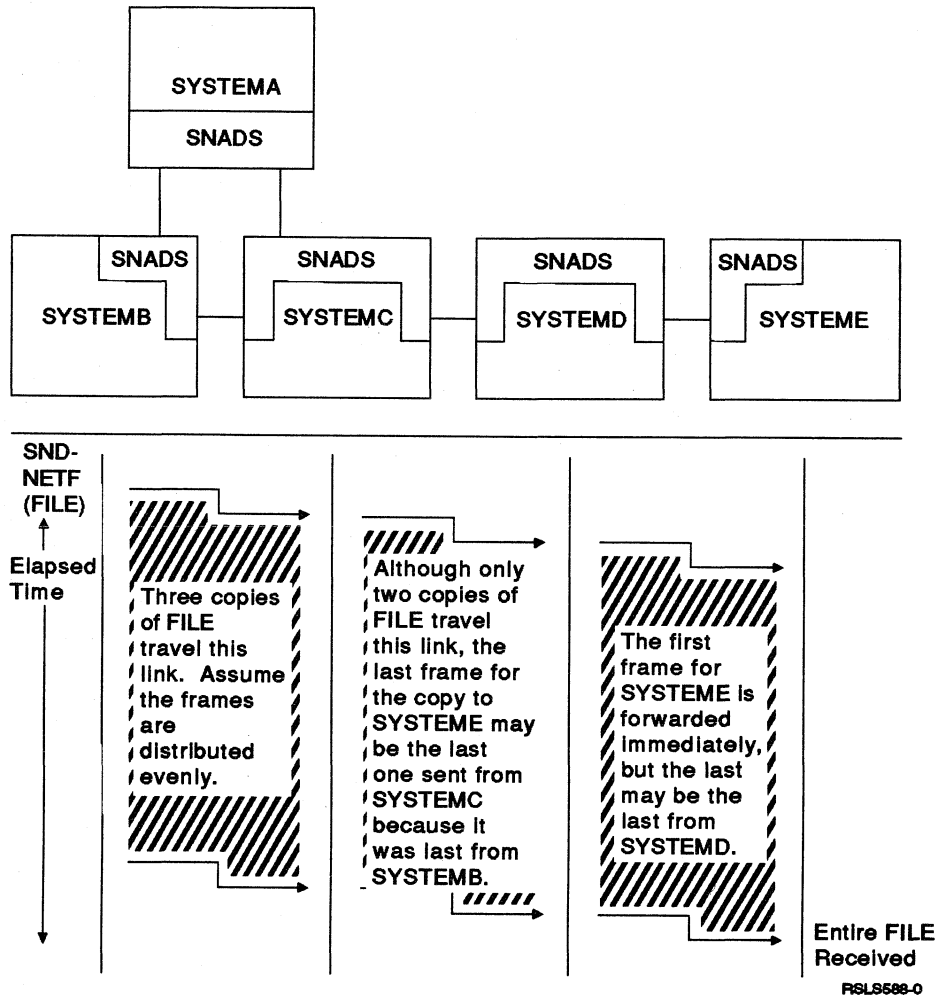 SYSTEMA
SNADS
SNADS
SNADS
SNADS
SNADS
SYSTEMB
SYSTEMC
SYSTEMD
SYSTEME
SND-
NETF
(FILE)
Elapsed
Time
Three copies
of FILE
travel this
link. Assume
the frames
are
distributed
evenly.
Although only
two copies of
FILE travel
this link, the
last frame for
the copy to
SYSTEME may
be the last
one sent from
SYSTEMC
because it
was last from
SYSTEMB.
The first
frame for
SYSTEME is
forwarded
immediately,
but the last
may be the
last from
SYSTEMD.
Entire FILE
Received
RSLS588-0